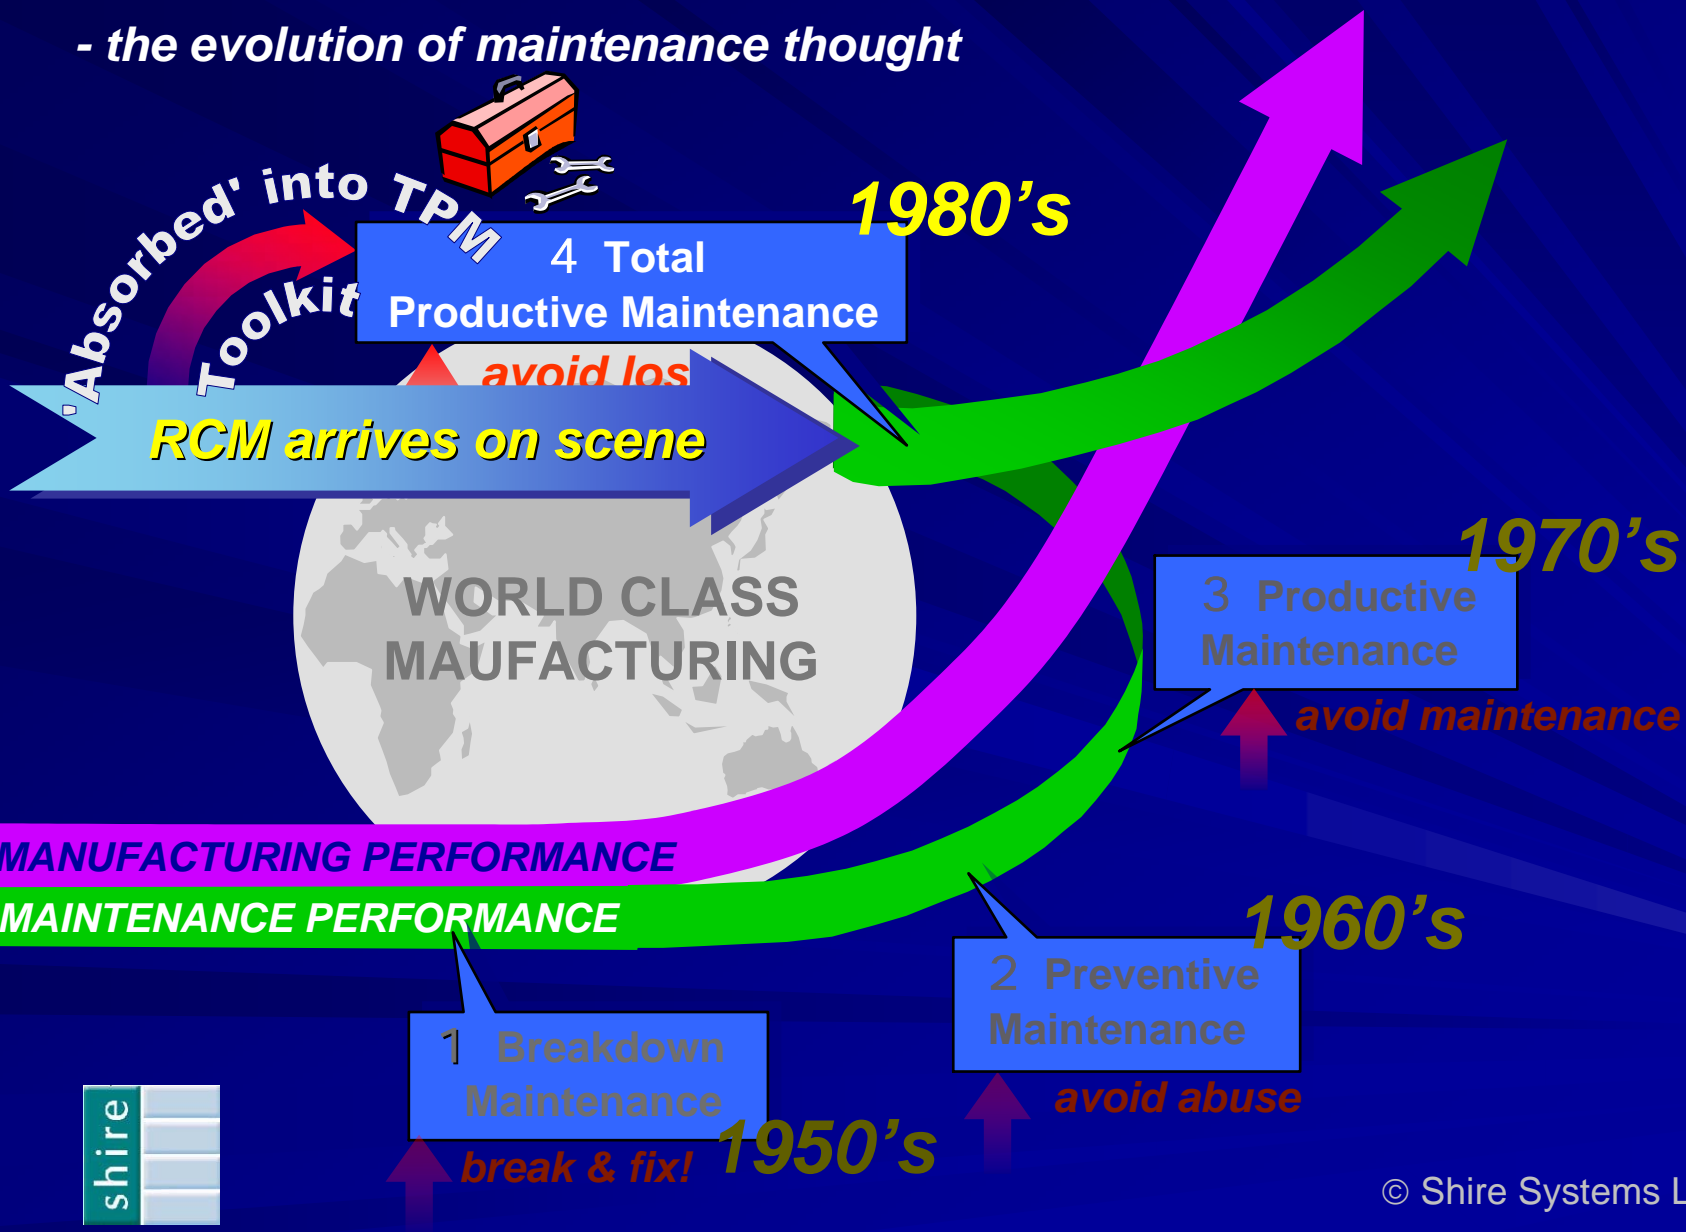 - the evolution of maintenance thought
'Absorbed' into TPM
Toolkit
1980’s
4 Total
Productive Maintenance
avoid los
RCM arrives on scene
WORLD CLASS
MAUFACTURING
1970’s
3 Productive
Maintenance
avoid maintenance
MANUFACTURING PERFORMANCE
MAINTENANCE PERFORMANCE
1960’s
2 Preventive
Maintenance
avoid abuse
1 Breakdown
Maintenance
1950’s
break & fix!
shire
© Shire Systems L